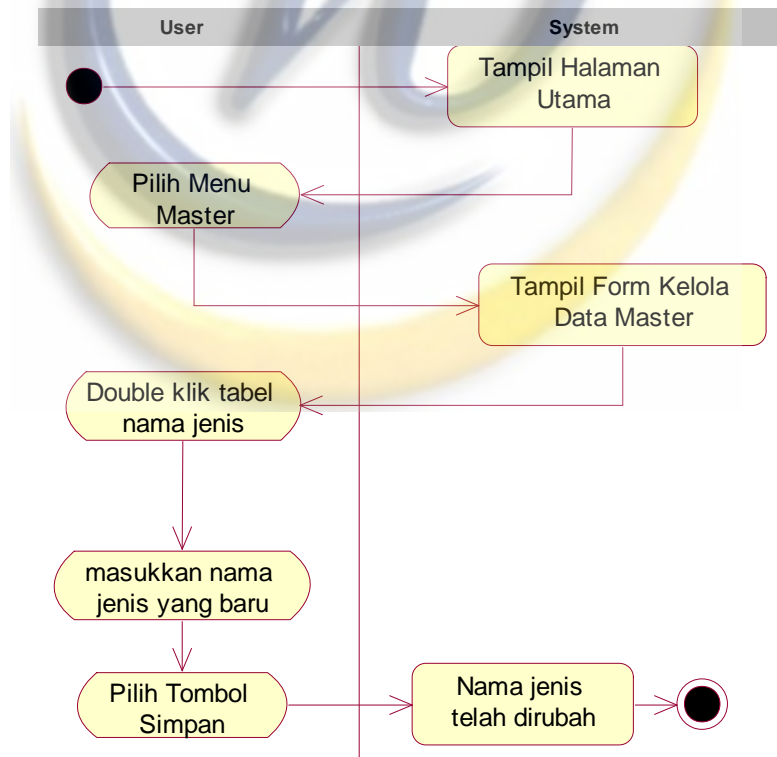 User
System
Tampil Halaman
Utama
Pilih Menu
Master
Tampil Form Kelola
Data Master
Double klik tabel
nama jenis
masukkan nama
jenis yang baru
Pilih Tombol
Simpan
Nama jenis
telah dirubah